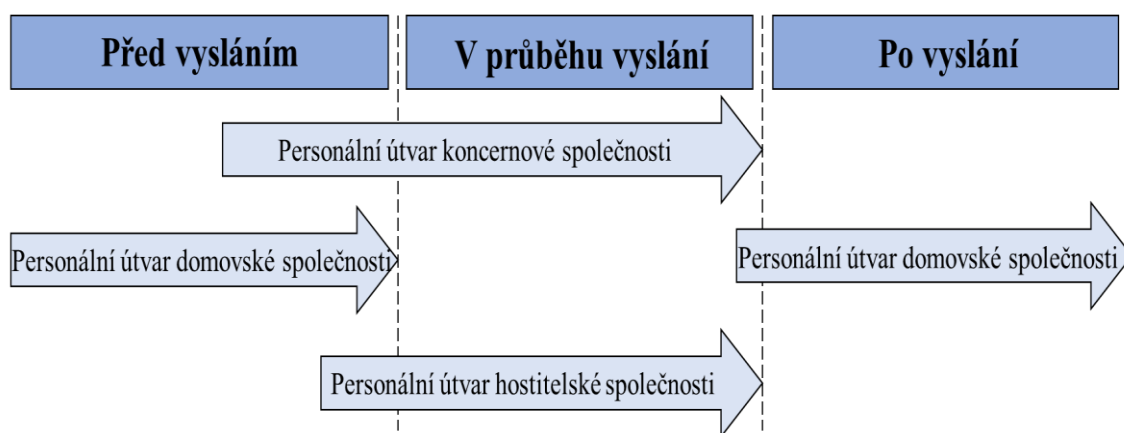 Před vysláním
V průběhu vyslání
Po vyslání
Personální útvar koncernové společnosti
Personální útvar domovské společností
Personální útvar domovské společnosti
Personální útvar hostitelské společnosti